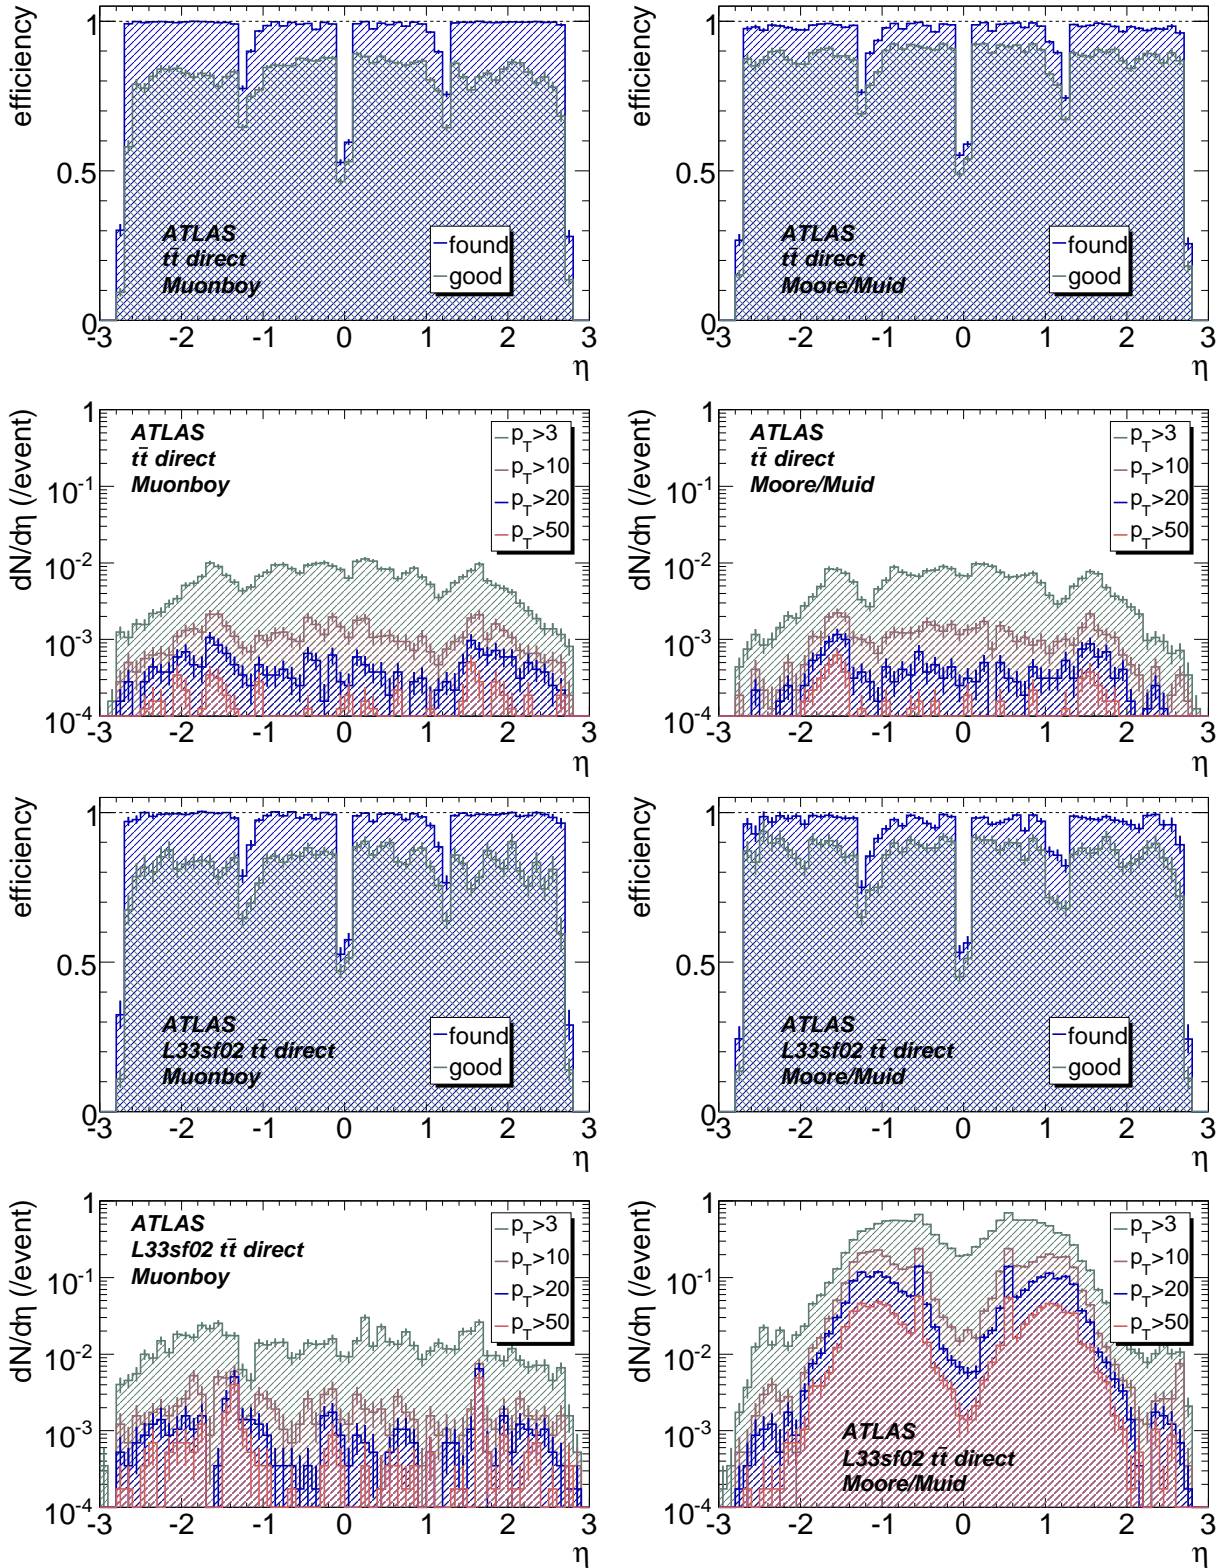 efficiency
1
0.5
0
ATLAS
tt̄ direct
Muonboy
found
good
-3 -2 -1 0 1 2 3
η
efficiency
1
0.5
0
ATLAS
tt̄ direct
Moore/Muid
found
good
-3 -2 -1 0 1 2 3
η
dN/dη (/event)
1
10⁻¹
10⁻²
10⁻³
10⁻⁴
ATLAS
tt̄ direct
Muonboy
p_T>3
p_T>10
p_T>20
p_T>50
-3 -2 -1 0 1 2 3
η
dN/dη (/event)
1
10⁻¹
10⁻²
10⁻³
10⁻⁴
ATLAS
tt̄ direct
Moore/Muid
p_T>3
p_T>10
p_T>20
p_T>50
-3 -2 -1 0 1 2 3
η
efficiency
1
0.5
0
ATLAS
L33sf02 tt̄ direct
Muonboy
found
good
-3 -2 -1 0 1 2 3
η
efficiency
1
0.5
0
ATLAS
L33sf02 tt̄ direct
Moore/Muid
found
good
-3 -2 -1 0 1 2 3
η
dN/dη (/event)
1
10⁻¹
10⁻²
10⁻³
10⁻⁴
ATLAS
L33sf02 tt̄ direct
Muonboy
p_T>3
p_T>10
p_T>20
p_T>50
-3 -2 -1 0 1 2 3
η
dN/dη (/event)
1
10⁻¹
10⁻²
10⁻³
10⁻⁴
p_T>3
p_T>10
p_T>20
p_T>50
ATLAS
L33sf02 tt̄ direct
Moore/Muid
-3 -2 -1 0 1 2 3
η